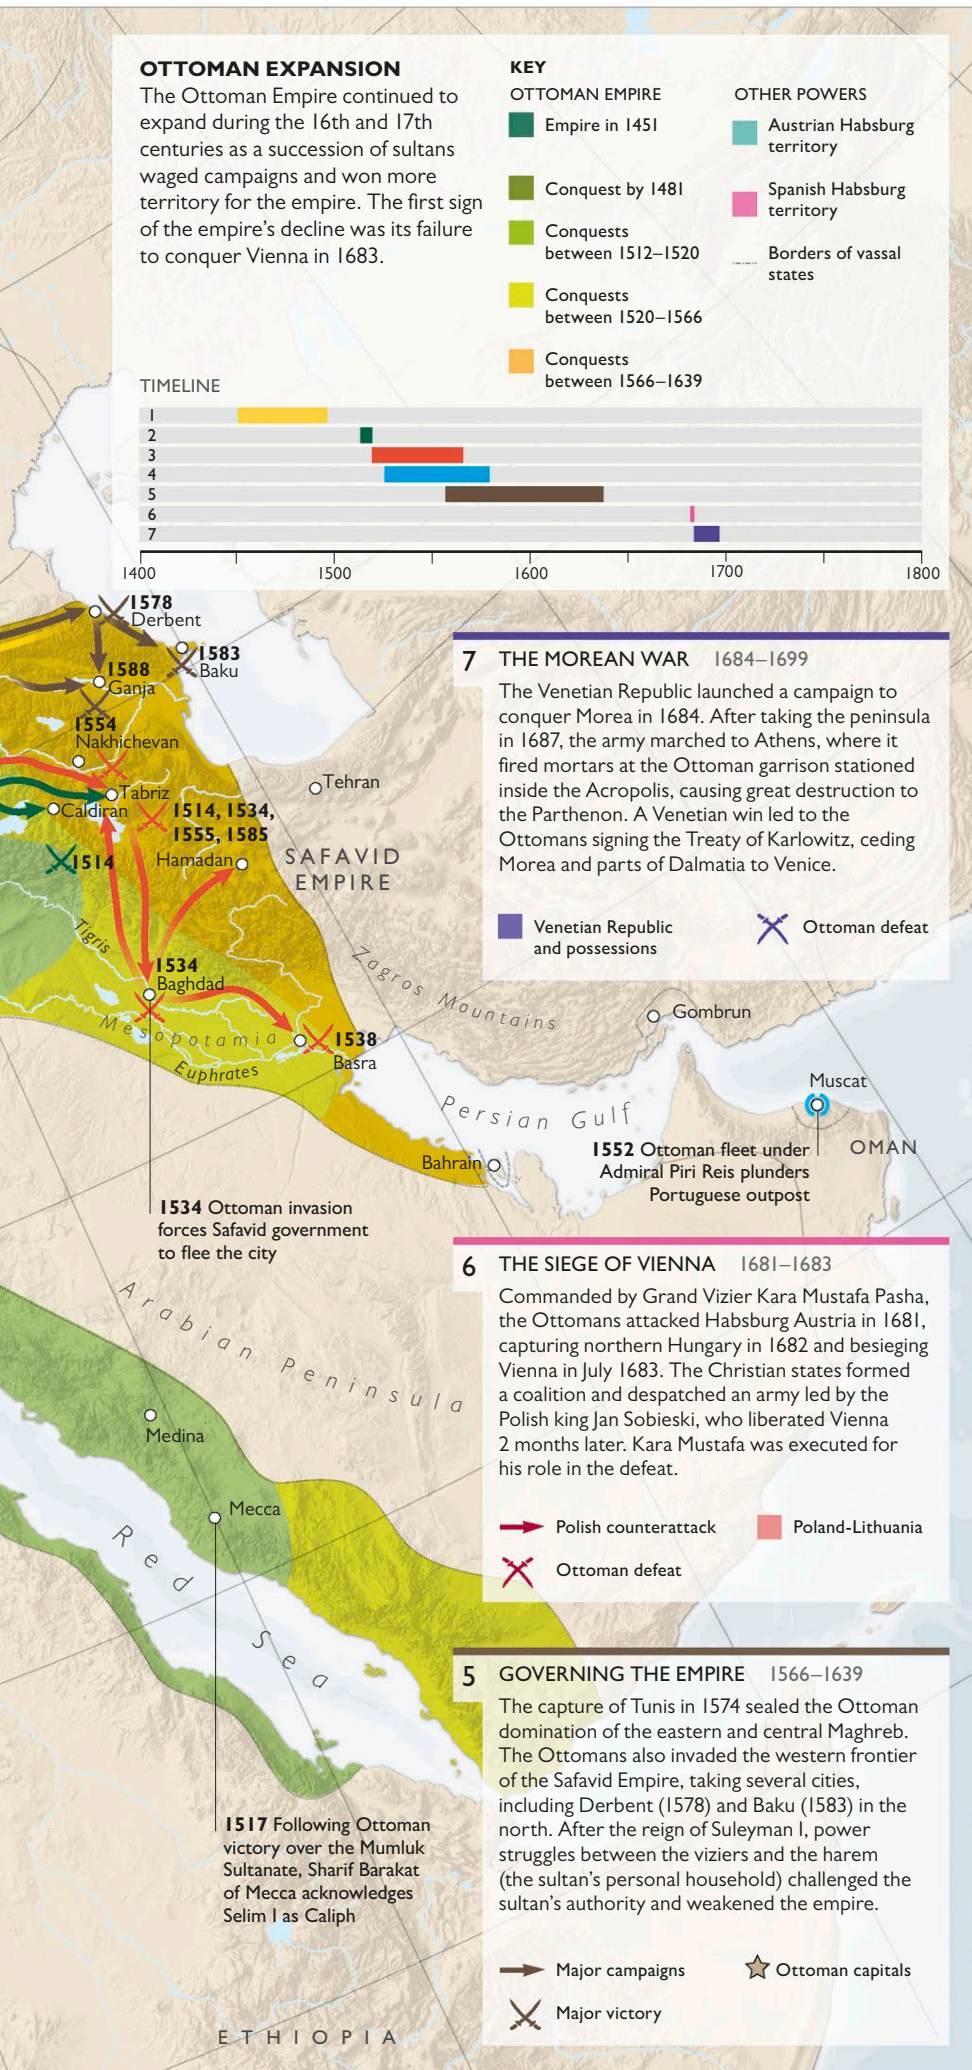 OTTOMAN EXPANSION
The Ottoman Empire continued to
expand during the 16th and 17th
centuries as a succession of sultans
waged campaigns and won more
territory for the empire. The first sign
of the empire's decline was its failure
to conquer Vienna in 1683.
KEY
OTTOMAN EMPIRE
Empire in 1451
Conquest by 1481
Conquests
between 1512–1520
Conquests
between 1520–1566
Conquests
between 1566–1639
OTHER POWERS
Austrian Habsburg
territory
Spanish Habsburg
territory
Borders of vassal
states
TIMELINE
1
2
3
4
5
6
7
1400 1500 1600 1700 1800
1578
Derbent
1583
Baku
1588
Ganja
1554
Nakhichevan
Tehran
Tabriz
Caldiran
1514, 1534,
1555, 1585
1514
Hamadan
SAFAVID
EMPIRE
Tigris
Zagros Mountains
1534
Baghdad
Mesopotamia
1538
Basra
Euphrates
Persian Gulf
Gombrun
Muscat
OMAN
1552 Ottoman fleet under
Admiral Piri Reis plunders
Portuguese outpost
Bahrain
1534 Ottoman invasion
forces Safavid government
to flee the city
Arabian Peninsula
Medina
Mecca
Red Sea
1517 Following Ottoman
victory over the Mumluk
Sultanate, Sharif Barakat
of Mecca acknowledges
Selim I as Caliph
ETHIOPIA
7 THE MOREAN WAR 1684–1699
The Venetian Republic launched a campaign to
conquer Morea in 1684. After taking the peninsula
in 1687, the army marched to Athens, where it
fired mortars at the Ottoman garrison stationed
inside the Acropolis, causing great destruction to
the Parthenon. A Venetian win led to the
Ottomans signing the Treaty of Karlowitz, ceding
Morea and parts of Dalmatia to Venice.
Venetian Republic
and possessions
Ottoman defeat
6 THE SIEGE OF VIENNA 1681–1683
Commanded by Grand Vizier Kara Mustafa Pasha,
the Ottomans attacked Habsburg Austria in 1681,
capturing northern Hungary in 1682 and besieging
Vienna in July 1683. The Christian states formed
a coalition and despatched an army led by the
Polish king Jan Sobieski, who liberated Vienna
2 months later. Kara Mustafa was executed for
his role in the defeat.
Polish counterattack
Poland-Lithuania
Ottoman defeat
5 GOVERNING THE EMPIRE 1566–1639
The capture of Tunis in 1574 sealed the Ottoman
domination of the eastern and central Maghreb.
The Ottomans also invaded the western frontier
of the Safavid Empire, taking several cities,
including Derbent (1578) and Baku (1583) in the
north. After the reign of Suleyman I, power
struggles between the viziers and the harem
(the sultan's personal household) challenged the
sultan's authority and weakened the empire.
Major campaigns
Ottoman capitals
Major victory